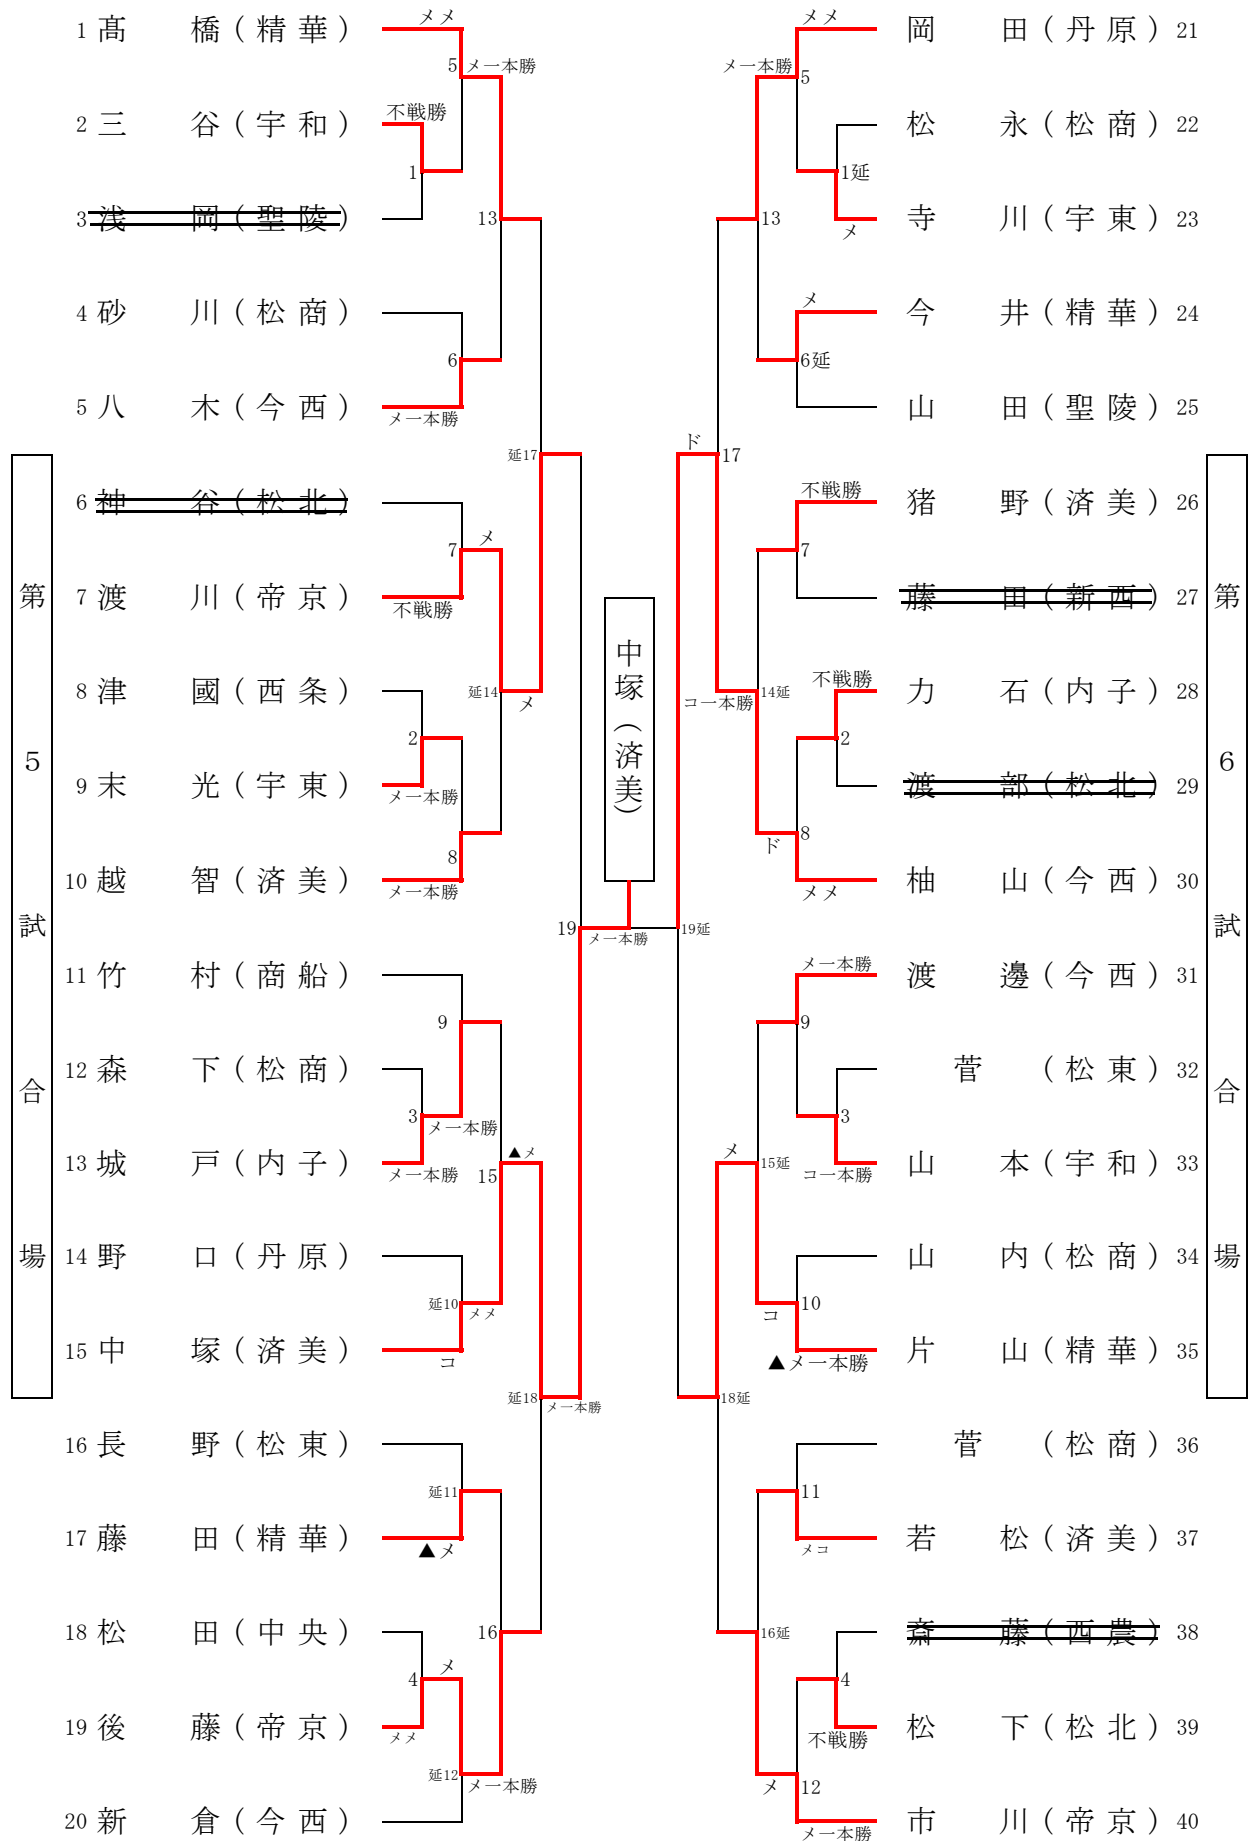 1 髙橋(精華)
メメ
5 メ一本勝
2 三谷(宇和)
不戦勝
1
3 浅岡(聖陵)
13
4 砂川(松商)
6
5 八木(今西)
メ一本勝
延17
6 神谷(松北)
7 メ
7 渡川(帝京)
不戦勝
8 津國(西条)
延14 メ
2
9 末光(宇東)
メ一本勝
8
10 越智(済美)
メ一本勝
19 メ一本勝
11 竹村(商船)
9
12 森下(松商)
3 メ一本勝
13 城戸(内子)
メ一本勝
15 ▲メ
14 野口(丹原)
延10 メメ
15 中塚(済美)
コ
延18 メ一本勝
16 長野(松東)
延11
17 藤田(精華)
▲メ
18 松田(中央)
16
4 メ
19 後藤(帝京)
メメ
延12 メ一本勝
20 新倉(今西)
第5試合場
中塚(済美)
メメ
岡田(丹原) 21
メ一本勝 5
松永(松商) 22
1延
寺川(宇東) 23
メ
13
メ
今井(精華) 24
6延
山田(聖陵) 25
ド
17
不戦勝
猪野(済美) 26
7
藤田(新西) 27
不戦勝
力石(内子) 28
コ一本勝 14延
2
渡部(松北) 29
ド 8
柚山(今西) 30
メメ
19延
メ一本勝
渡邊(今西) 31
9
菅(松東) 32
3
山本(宇和) 33
コ一本勝
メ 15延
山内(松商) 34
コ 10
片山(精華) 35
▲メ一本勝
18延
菅(松商) 36
11
若松(済美) 37
メコ
斎藤(西農) 38
16延
4
松下(松北) 39
不戦勝
メ 12
市川(帝京) 40
メ一本勝
第6試合場